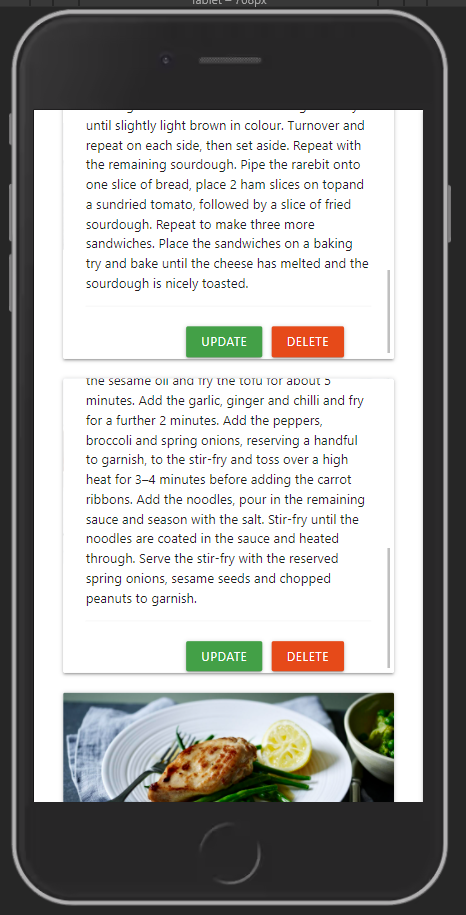 Tablet – 768px
until slightly light brown in colour. Turnover and
repeat on each side, then set aside. Repeat with
the remaining sourdough. Pipe the rarebit onto
one slice of bread, place 2 ham slices on topand
a sundried tomato, followed by a slice of fried
sourdough. Repeat to make three more
sandwiches. Place the sandwiches on a baking
try and bake until the cheese has melted and the
sourdough is nicely toasted.
UPDATE DELETE
the sesame oil and fry the tofu for about 5
minutes. Add the garlic, ginger and chilli and fry
for a further 2 minutes. Add the peppers,
broccoli and spring onions, reserving a handful
to garnish, to the stir-fry and toss over a high
heat for 3–4 minutes before adding the carrot
ribbons. Add the noodles, pour in the remaining
sauce and season with the salt. Stir-fry until the
noodles are coated in the sauce and heated
through. Serve the stir-fry with the reserved
spring onions, sesame seeds and chopped
peanuts to garnish.
UPDATE DELETE